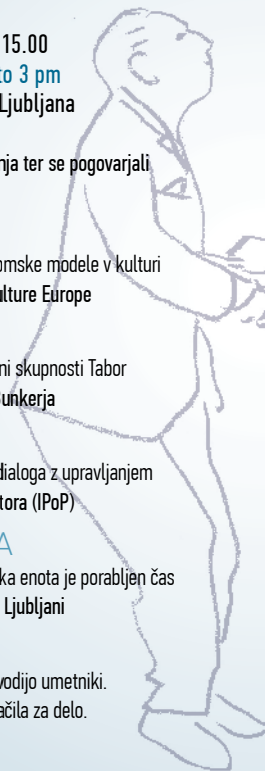 15.00
to 3 pm
Ljubljana
nja ter se pogovarjali
omske modele v kulturi
ulture Europe
ni skupnosti Tabor
Bunkerja
dialoga z upravljanjem
tora (IPoP)
A
ka enota je porabljen čas
Ljubljani
vodijo umetniki.
ačila za delo.